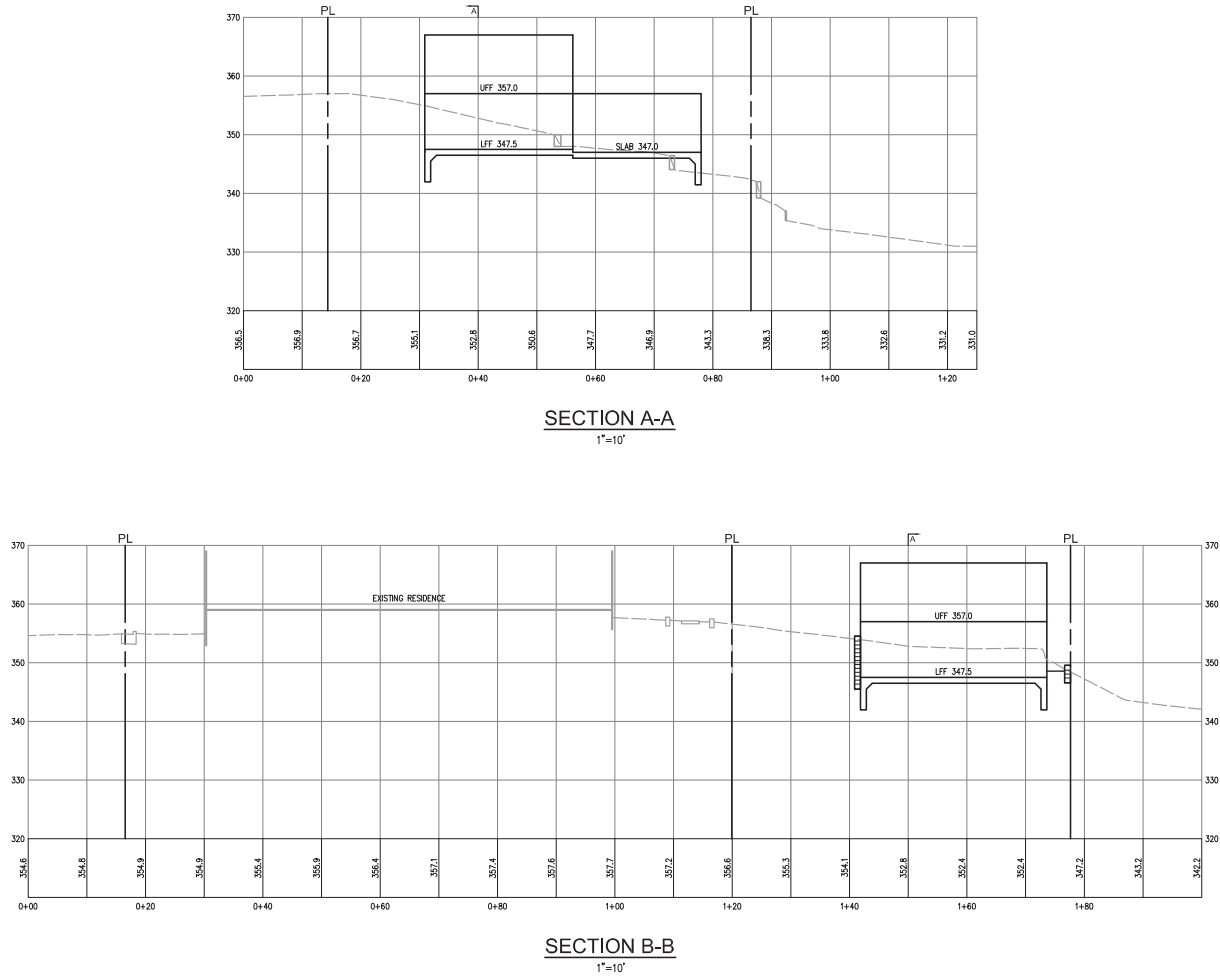 PL A PL
370
360
UFF 357.0
350
LFF 347.5 SLAB 347.0
340
330
320
356.5 356.9 356.7 355.1 352.8 350.6 347.7 346.9 343.3 338.3 333.8 332.6 331.2 331.0
0+00 0+20 0+40 0+60 0+80 1+00 1+20
SECTION A-A
1"=10'
PL PL A PL
370 370
360 EXISTING RESIDENCE 360
UFF 357.0
350 350
LFF 347.5
340 340
330 330
320 320
354.6 354.8 354.9 354.9 355.4 355.9 356.4 357.1 357.4 357.6 357.7 357.2 356.6 355.3 354.1 352.8 352.4 352.4 347.2 343.2 342.2
0+00 0+20 0+40 0+60 0+80 1+00 1+20 1+40 1+60 1+80
SECTION B-B
1"=10'